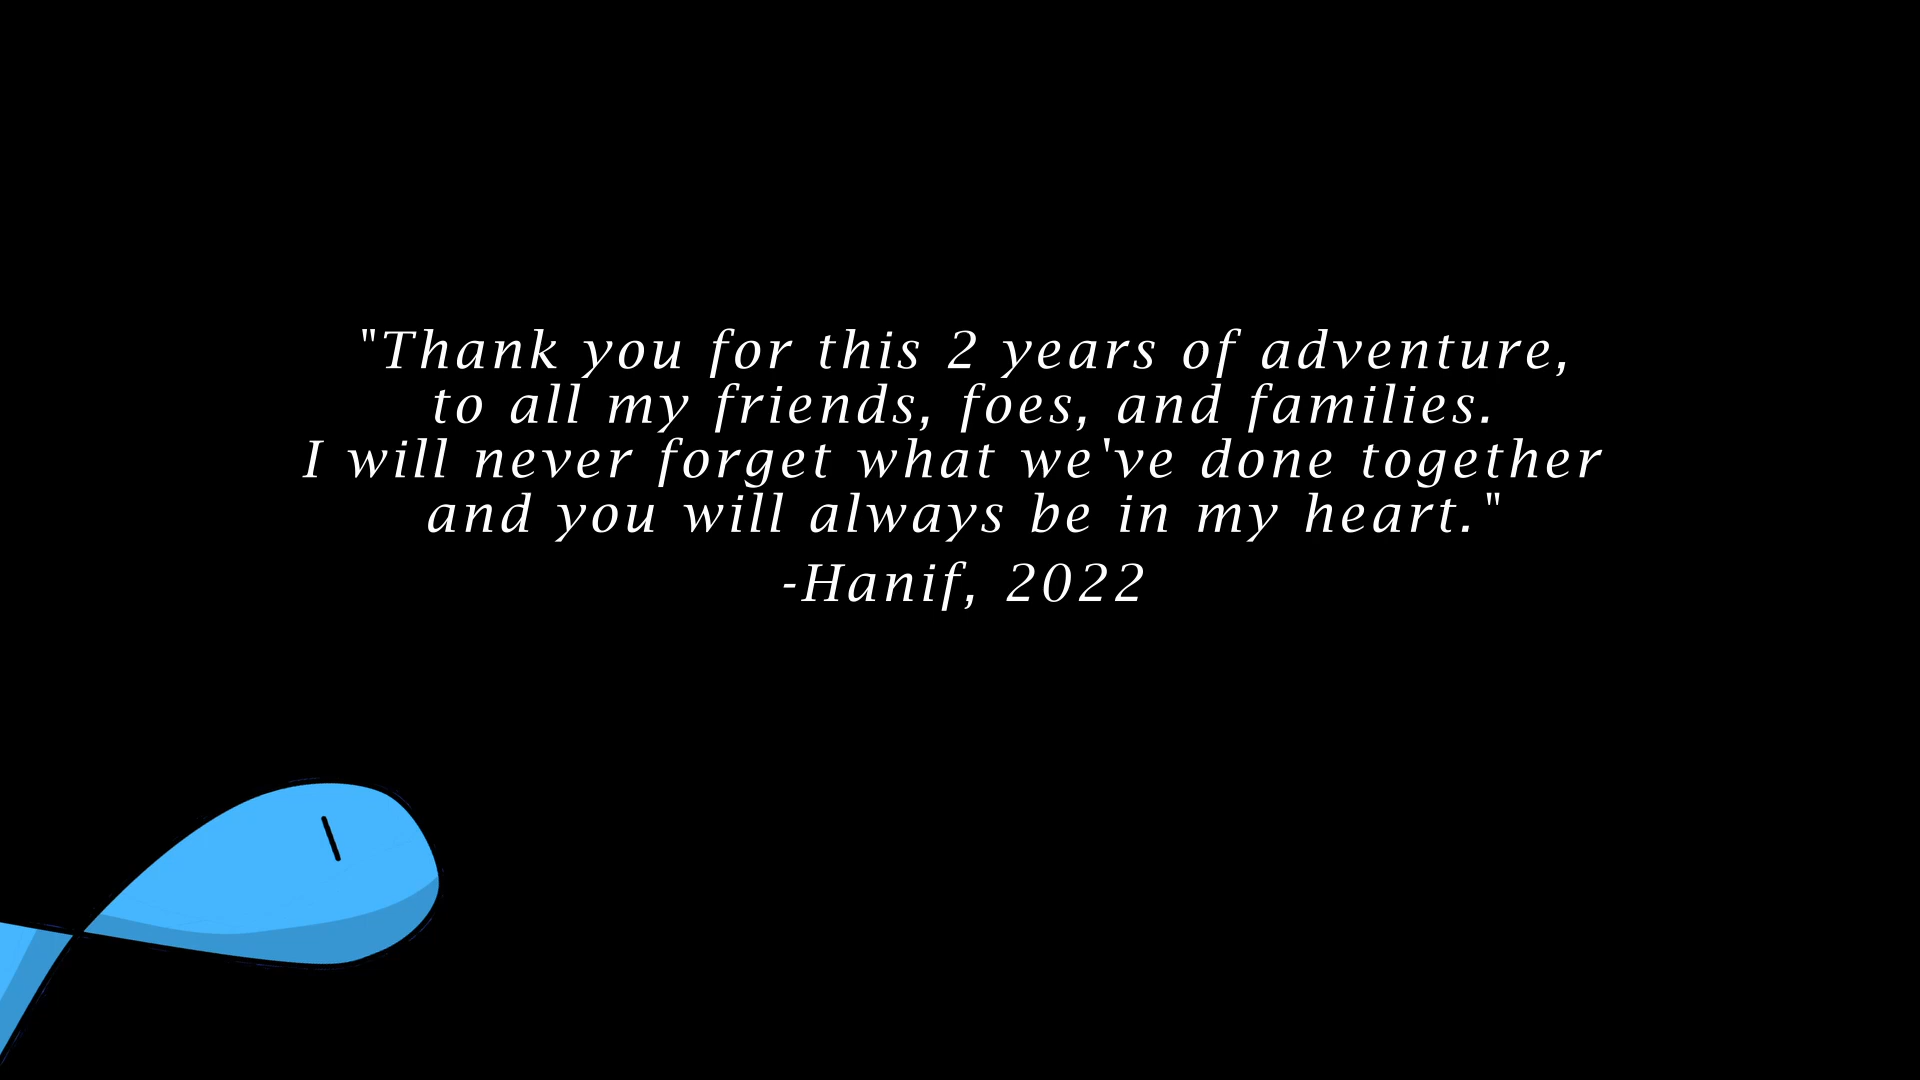 "Thank you for this 2 years of adventure,
to all my friends, foes, and families.
I will never forget what we've done together
and you will always be in my heart."
-Hanif, 2022